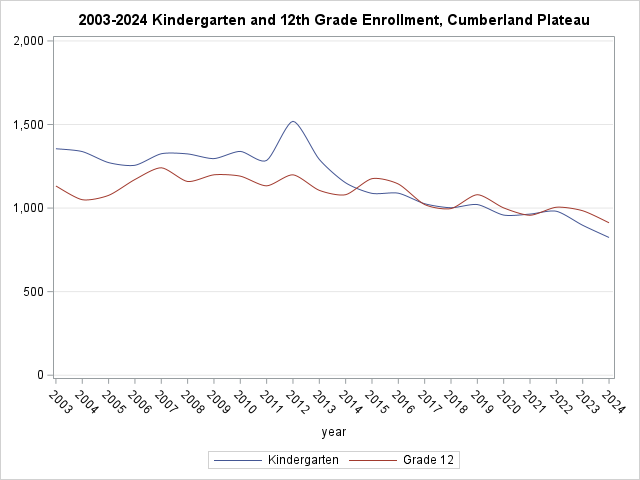 2003-2024 Kindergarten and 12th Grade Enrollment, Cumberland Plateau
2,000
1,500
1,000
500
0
2003 2004 2005 2006 2007 2008 2009 2010 2011 2012 2013 2014 2015 2016 2017 2018 2019 2020 2021 2022 2023 2024
year
Kindergarten Grade 12